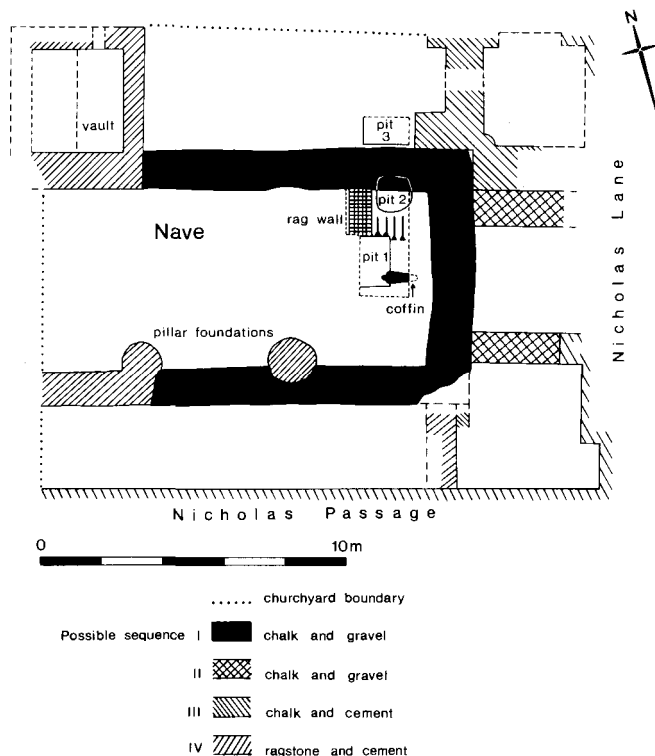 N
vault
pit
3
pit 2
rag wall
Nave
pit 1
coffin
pillar foundations
Nicholas Lane
Nicholas Passage
0 10m
churchyard boundary
Possible sequence I chalk and gravel
II chalk and gravel
III chalk and cement
IV ragstone and cement